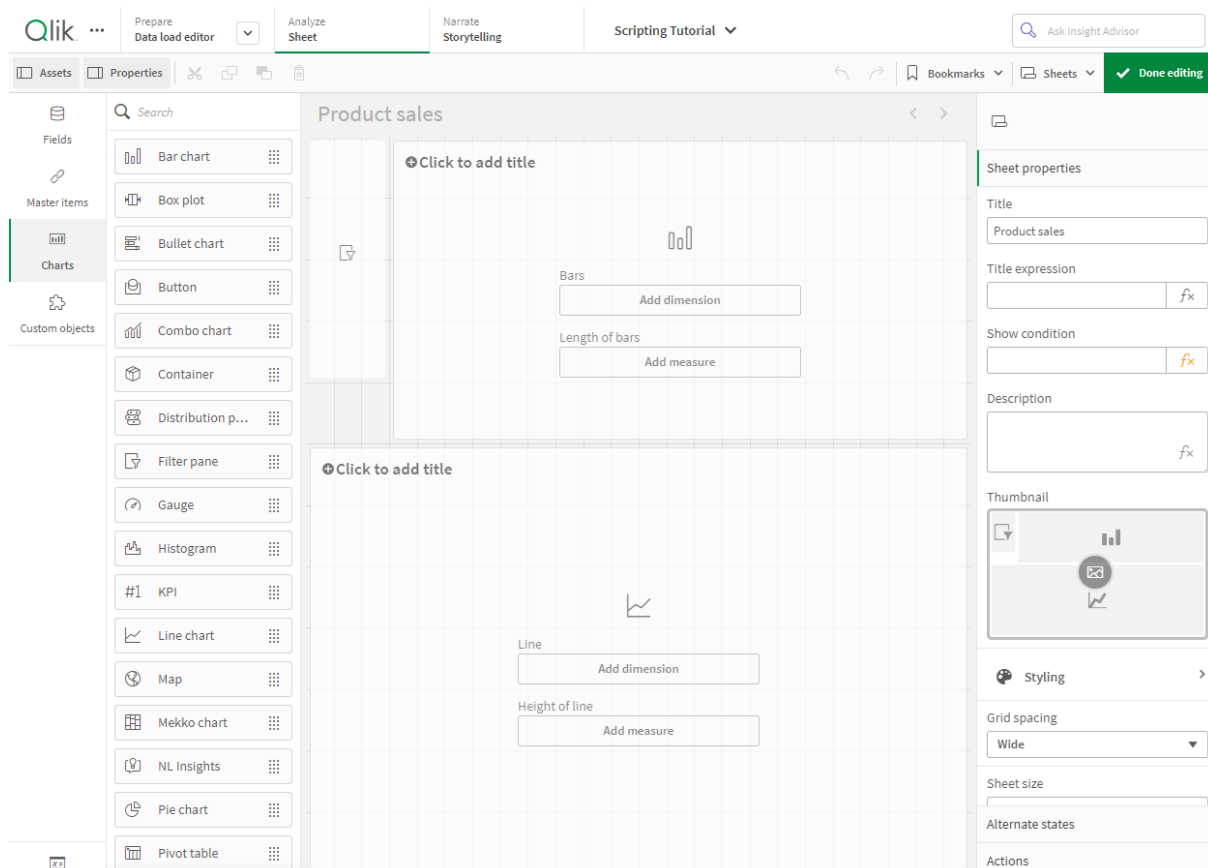 Qlik
Prepare
Data load editor
Analyze
Sheet
Narrate
Storytelling
Scripting Tutorial
Ask Insight Advisor
Assets
Properties
Bookmarks
Sheets
Done editing
Fields
Master items
Charts
Custom objects
Search
Bar chart
Box plot
Bullet chart
Button
Combo chart
Container
Distribution p...
Filter pane
Gauge
Histogram
#1 KPI
Line chart
Map
Mekko chart
NL Insights
Pie chart
Pivot table
Product sales
Click to add title
Bars
Add dimension
Length of bars
Add measure
Click to add title
Line
Add dimension
Height of line
Add measure
Sheet properties
Title
Product sales
Title expression
fx
Show condition
fx
Description
fx
Thumbnail
Styling
Grid spacing
Wide
Sheet size
Alternate states
Actions